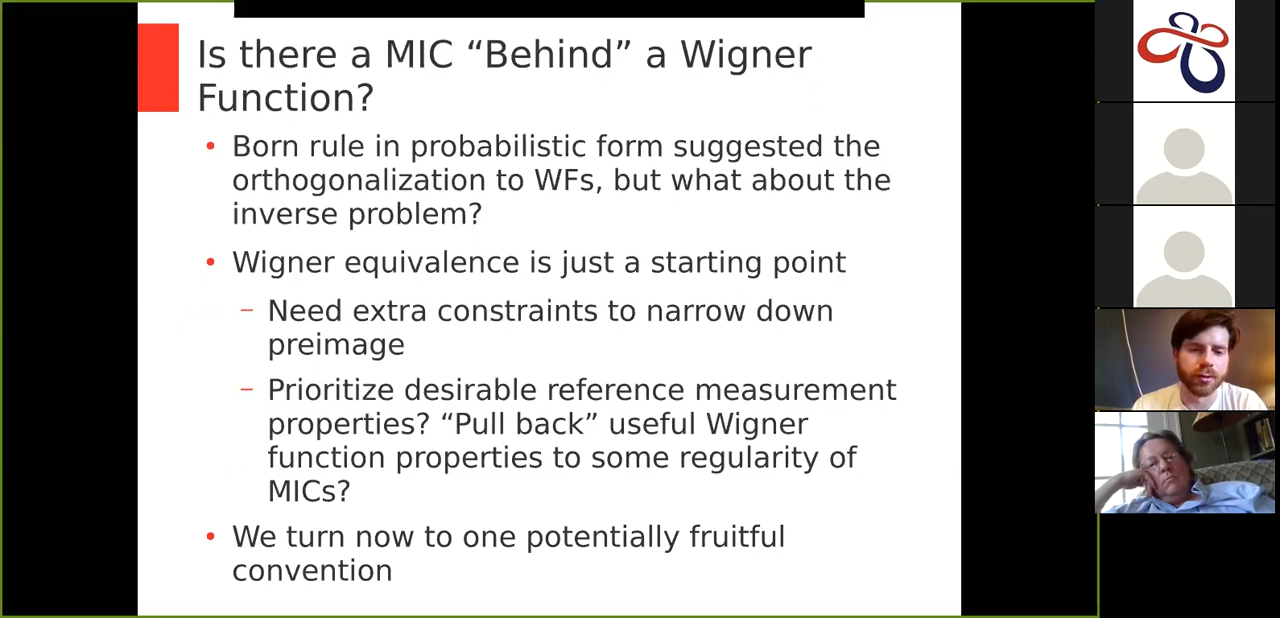 Is there a MIC “Behind” a Wigner
Function?
• Born rule in probabilistic form suggested the
orthogonalization to WFs, but what about the
inverse problem?
• Wigner equivalence is just a starting point
– Need extra constraints to narrow down
preimage
– Prioritize desirable reference measurement
properties? “Pull back” useful Wigner
function properties to some regularity of
MICs?
• We turn now to one potentially fruitful
convention